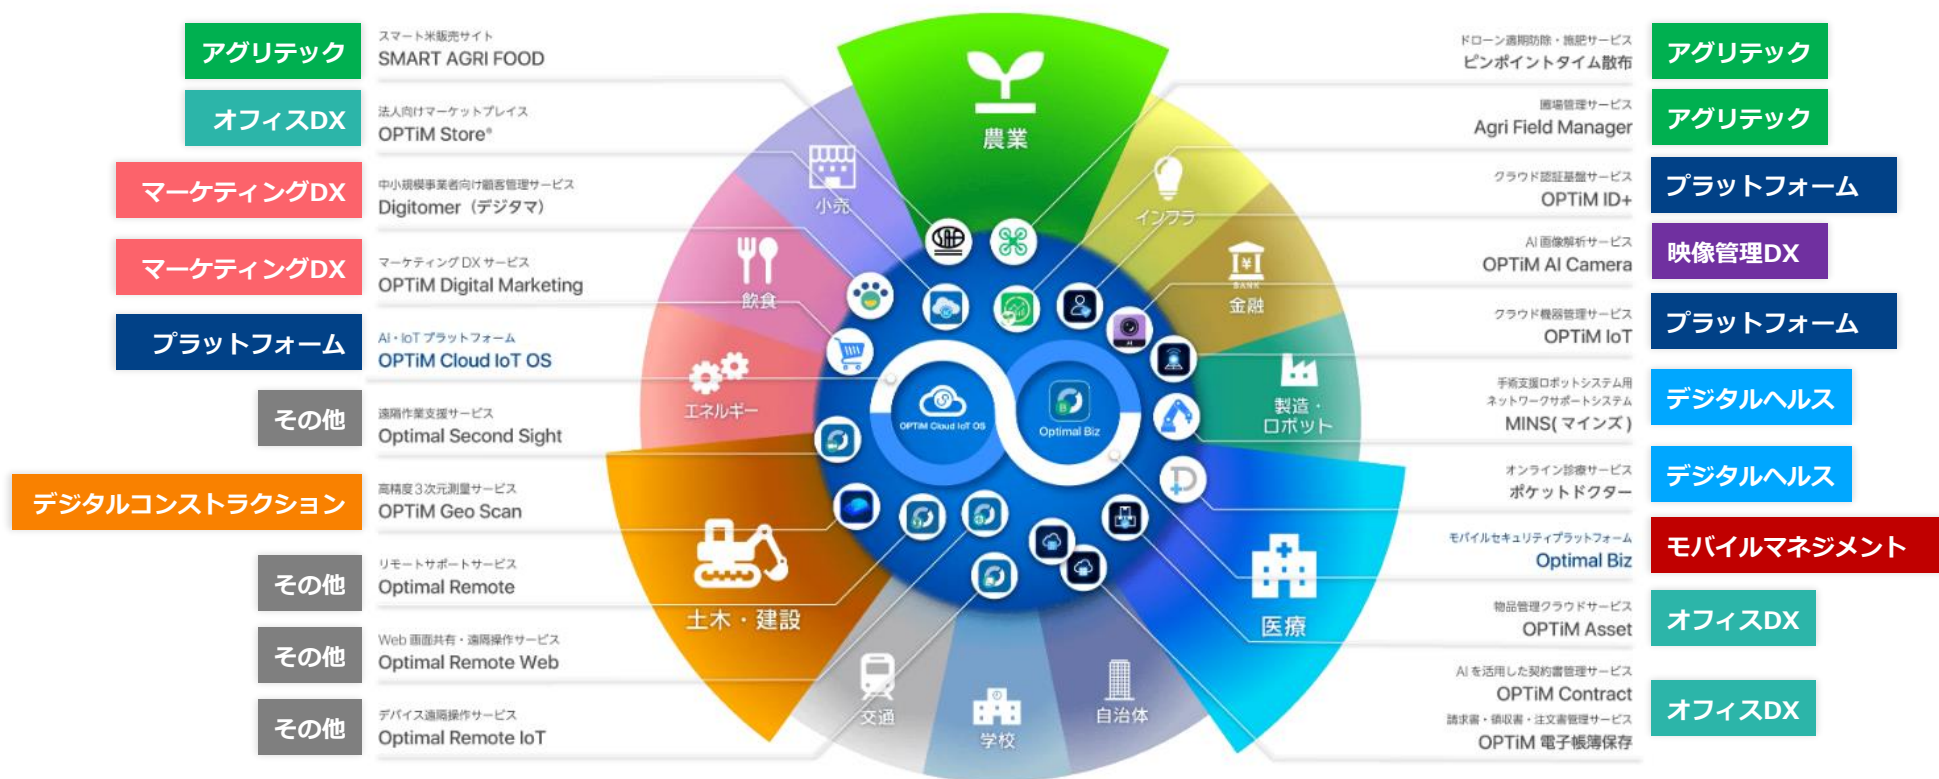 アグリテック
スマート米販売サイト
SMART AGRI FOOD
オフィスDX
法人向けマーケットプレイス
OPTiM Store®
マーケティングDX
中小規模事業者向け顧客管理サービス
Digitomer（デジタマ）
マーケティングDX
マーケティング DX サービス
OPTiM Digital Marketing
プラットフォーム
AI・IoT プラットフォーム
OPTiM Cloud IoT OS
その他
遠隔作業支援サービス
Optimal Second Sight
デジタルコンストラクション
高精度3次元測量サービス
OPTiM Geo Scan
その他
リモートサポートサービス
Optimal Remote
その他
Web 画面共有・遠隔操作サービス
Optimal Remote Web
その他
デバイス遠隔操作サービス
Optimal Remote IoT
農業
小売
インフラ
飲食
BANK
金融
エネルギー
製造・
ロボット
土木・建設
医療
交通
学校
自治体
AI
OPTiM Cloud IoT OS
Optimal Biz
ドローン適期防除・施肥サービス
ピンポイントタイム散布
アグリテック
圃場管理サービス
Agri Field Manager
アグリテック
クラウド認証基盤サービス
OPTiM ID+
プラットフォーム
AI 画像解析サービス
OPTiM AI Camera
映像管理DX
クラウド機器管理サービス
OPTiM IoT
プラットフォーム
手術支援ロボットシステム用
ネットワークサポートシステム
MINS( マインズ )
デジタルヘルス
オンライン診療サービス
ポケットドクター
デジタルヘルス
モバイルセキュリティプラットフォーム
Optimal Biz
モバイルマネジメント
物品管理クラウドサービス
OPTiM Asset
オフィスDX
AI を活用した契約書管理サービス
OPTiM Contract
請求書・領収書・注文書管理サービス
OPTiM 電子帳簿保存
オフィスDX